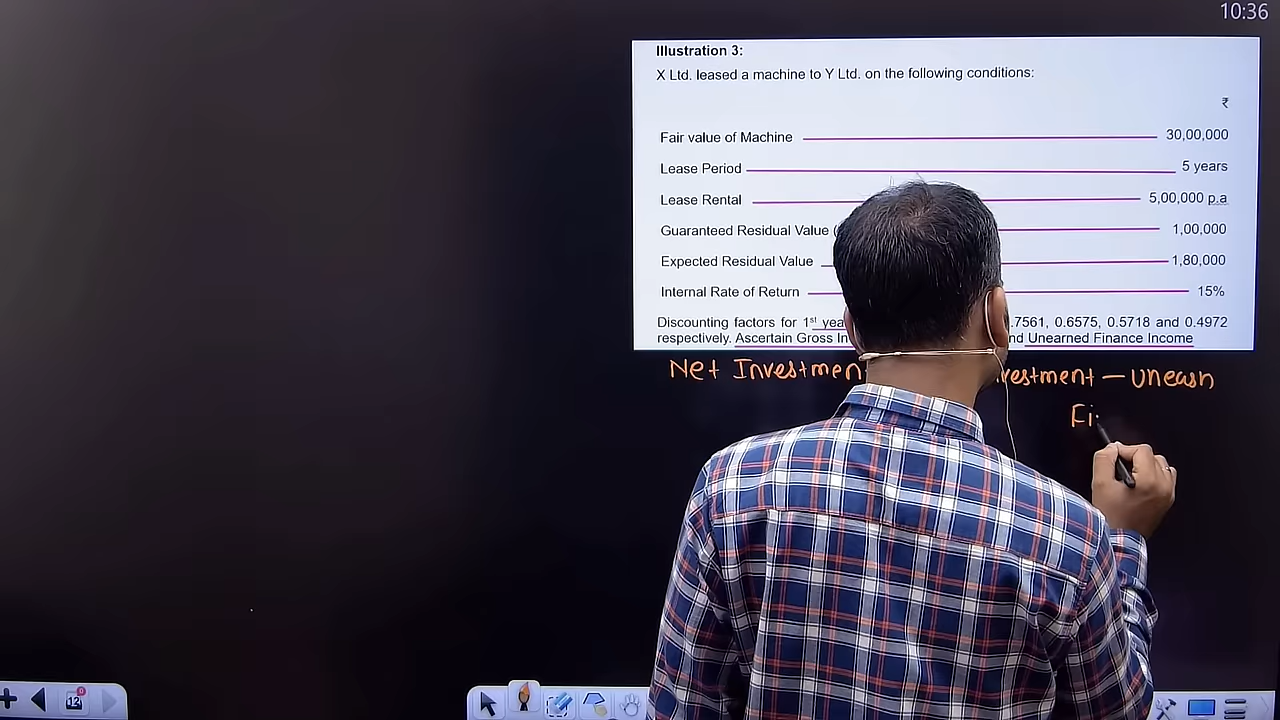 10:36
Illustration 3:
X Ltd. leased a machine to Y Ltd. on the following conditions:
₹
Fair value of Machine 30,00,000
Lease Period 5 years
Lease Rental 5,00,000 p.a
Guaranteed Residual Value 1,00,000
Expected Residual Value 1,80,000
Internal Rate of Return 15%
Discounting factors for 1st .7561, 0.6575, 0.5718 and 0.4972
respectively. Ascertain Gross Unearned Finance Income
Net – unearn
12